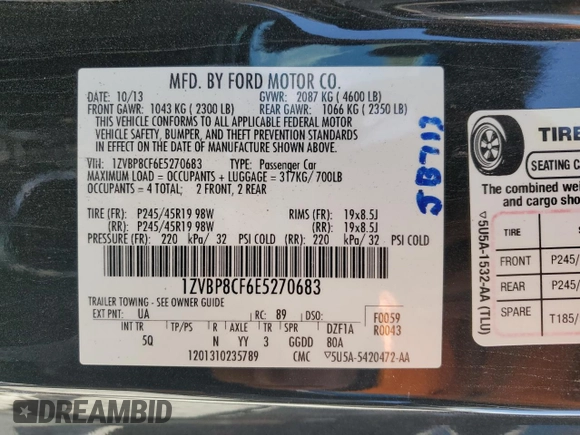 MFD. BY FORD MOTOR CO.
DATE: 10/13 GVWR: 2087 KG ( 4600 LB)
FRONT GAWR: 1043 KG ( 2300 LB) REAR GAWR: 1066 KG ( 2350 LB)
THIS VEHICLE CONFORMS TO ALL APPLICABLE FEDERAL MOTOR
VEHICLE SAFETY, BUMPER, AND THEFT PREVENTION STANDARDS
IN EFFECT ON THE DATE OF MANUFACTURE SHOWN ABOVE.
VIN: 1ZVBP8CF6E5270683 TYPE: Passenger Car
MAXIMUM LOAD = OCCUPANTS + LUGGAGE = 317KG/ 700LB
OCCUPANTS = 4 TOTAL; 2 FRONT, 2 REAR
TIRE (FR): P245/45R19 98W RIMS (FR): 19x8.5J
(RR): P245/45R19 98W (RR): 19x8.5J
PRESSURE (FR): 220 kPa/ 32 PSI COLD (RR): 220 kPa/ 32 PSI COLD
1ZVBP8CF6E5270683
TRAILER TOWING - SEE OWNER GUIDE
EXT PNT: UA RC: 89 DSO: F0059
INT TR TP/PS R AXLE TR SPR DZF1A R0043
5Q N YY 3 GGDD 80A
1201310235789 CMC ▽5U5A-5420472-AA
5B713
TIRE
SEATING CA
The combined wei
and cargo sho
TIRE
FRONT P245/
REAR P245/
SPARE T185/
▽5U5A-1532-AA (TLU)
DREAMBID